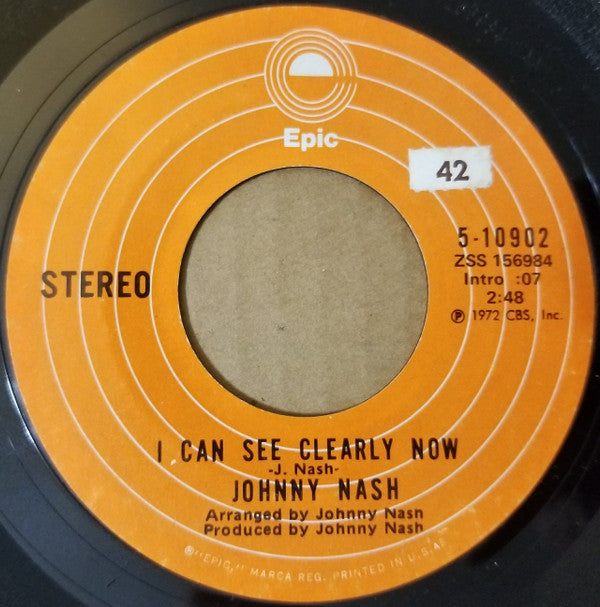 Epic
42
5-10902
ZSS 156984
Intro :07
2:48
℗ 1972 CBS, Inc.
STEREO
I CAN SEE CLEARLY NOW
-J. Nash-
JOHNNY NASH
Arranged by Johnny Nash
Produced by Johnny Nash
®"EPIC," MARCA REG. PRINTED IN U.S.A.